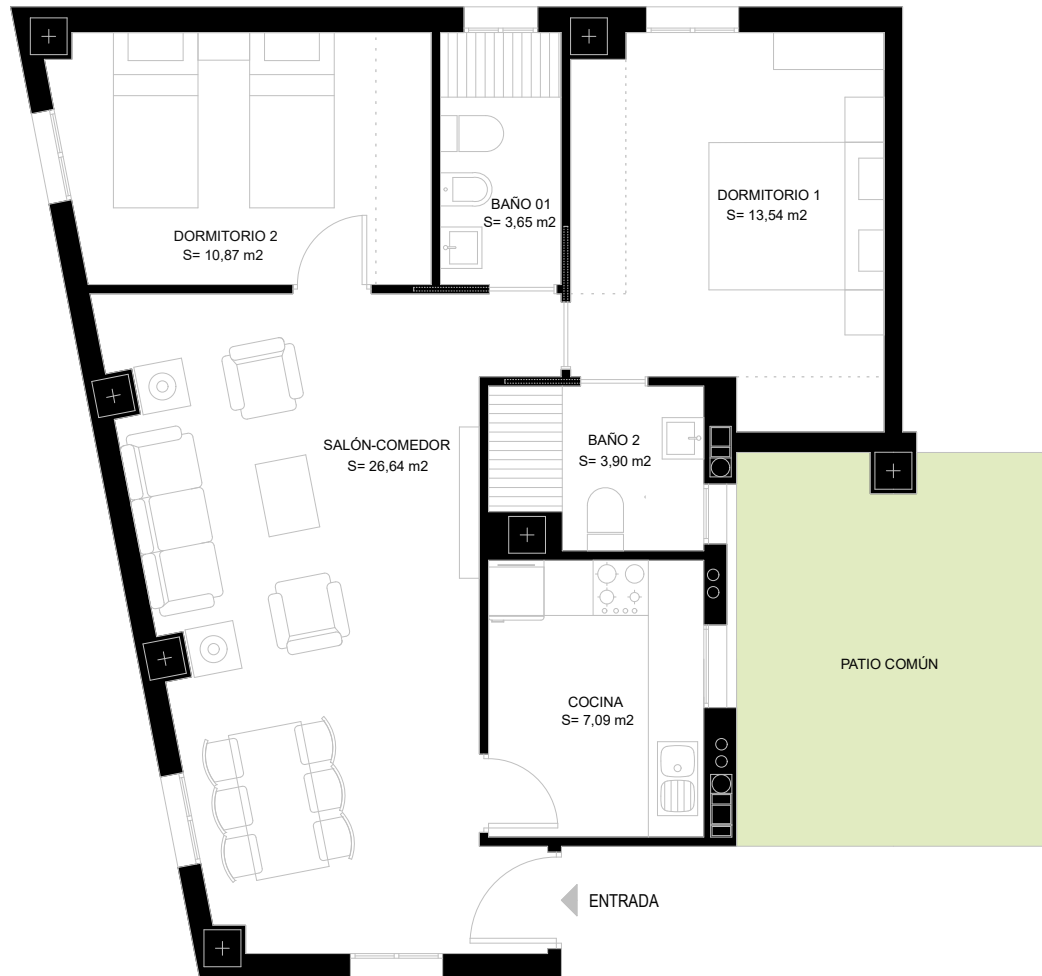 DORMITORIO 2
S= 10,87 m2
BAÑO 01
S= 3,65 m2
DORMITORIO 1
S= 13,54 m2
SALÓN-COMEDOR
S= 26,64 m2
BAÑO 2
S= 3,90 m2
COCINA
S= 7,09 m2
PATIO COMÚN
ENTRADA